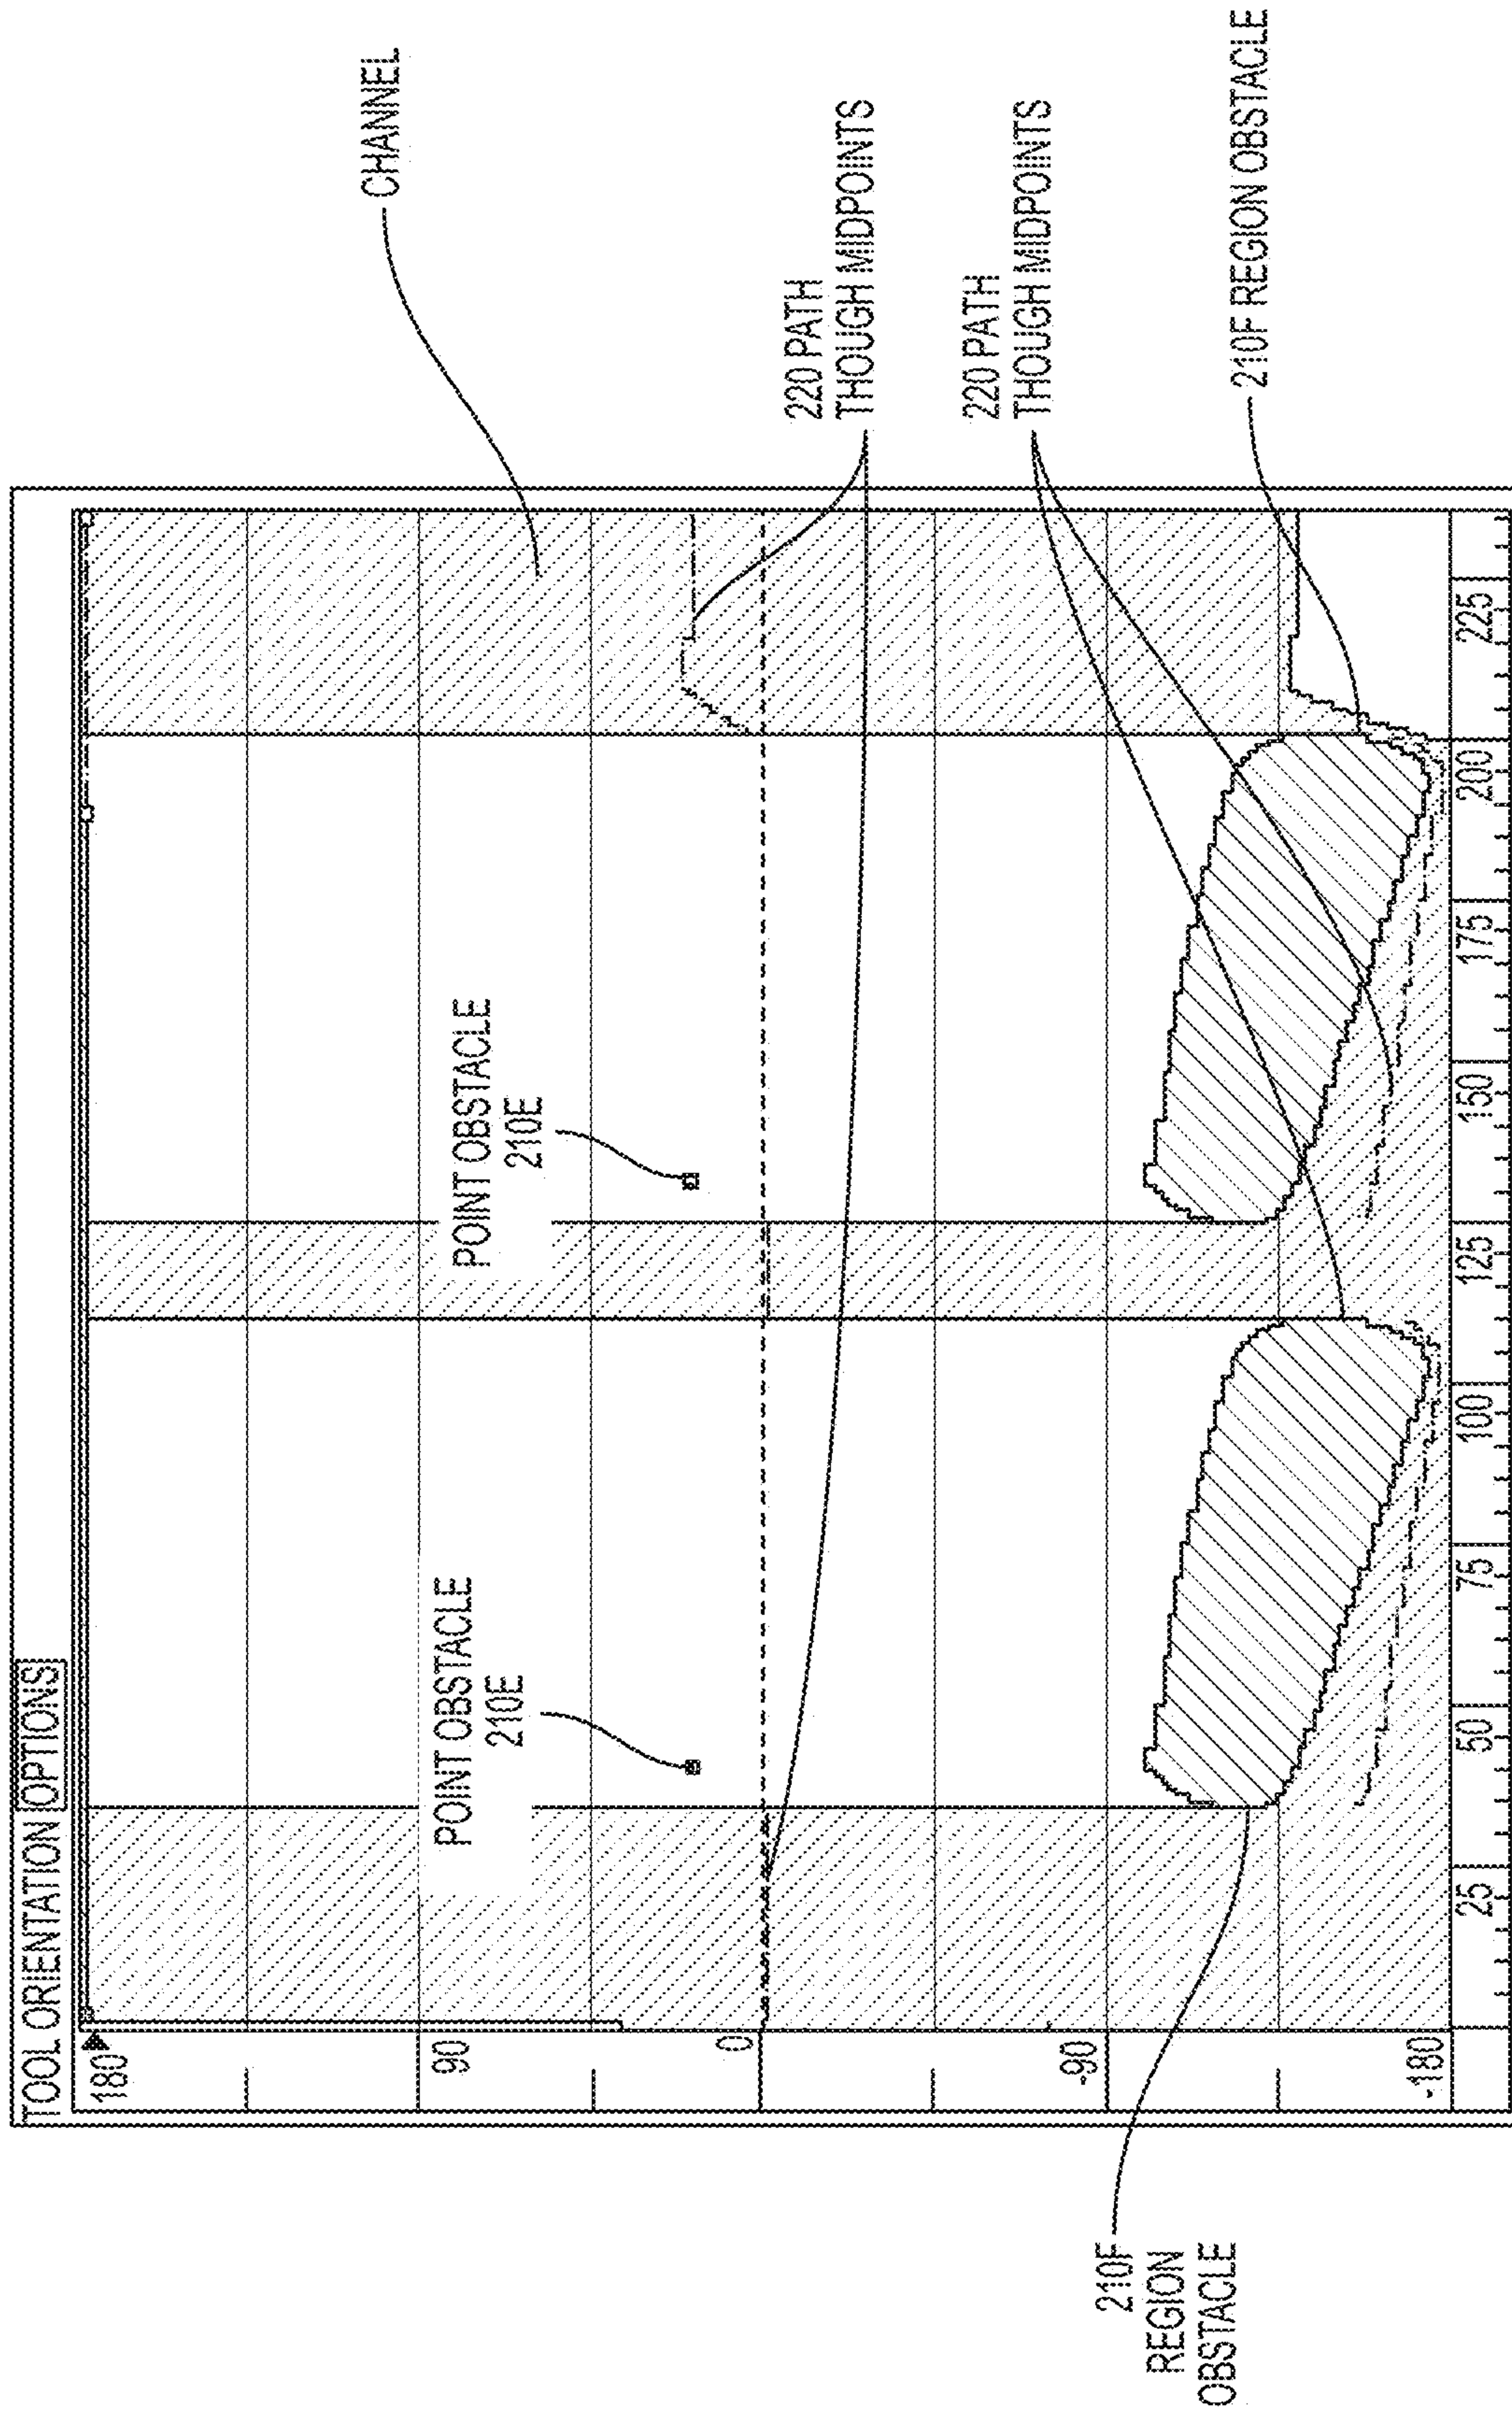 TOOL ORIENTATION OPTIONS
180
90
0
-90
-180
25
50
75
100
125
150
175
200
225
POINT OBSTACLE
210E
POINT OBSTACLE
210E
CHANNEL
220 PATH
THOUGH MIDPOINTS
220 PATH
THOUGH MIDPOINTS
210F REGION OBSTACLE
210F
REGION
OBSTACLE